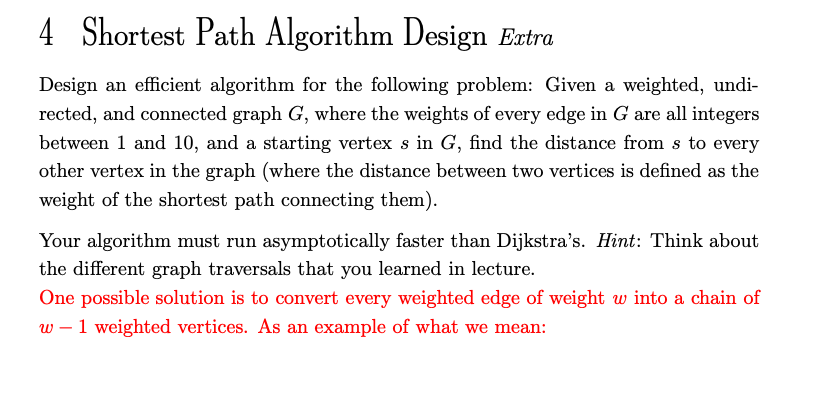 4 Shortest Path Algorithm Design Extra
Design an efficient algorithm for the following problem: Given a weighted, undi-
rected, and connected graph G, where the weights of every edge in G are all integers
between 1 and 10, and a starting vertex s in G, find the distance from s to every
other vertex in the graph (where the distance between two vertices is defined as the
weight of the shortest path connecting them).
Your algorithm must run asymptotically faster than Dijkstra's. Hint: Think about
the different graph traversals that you learned in lecture.
One possible solution is to convert every weighted edge of weight w into a chain of
w − 1 weighted vertices. As an example of what we mean: